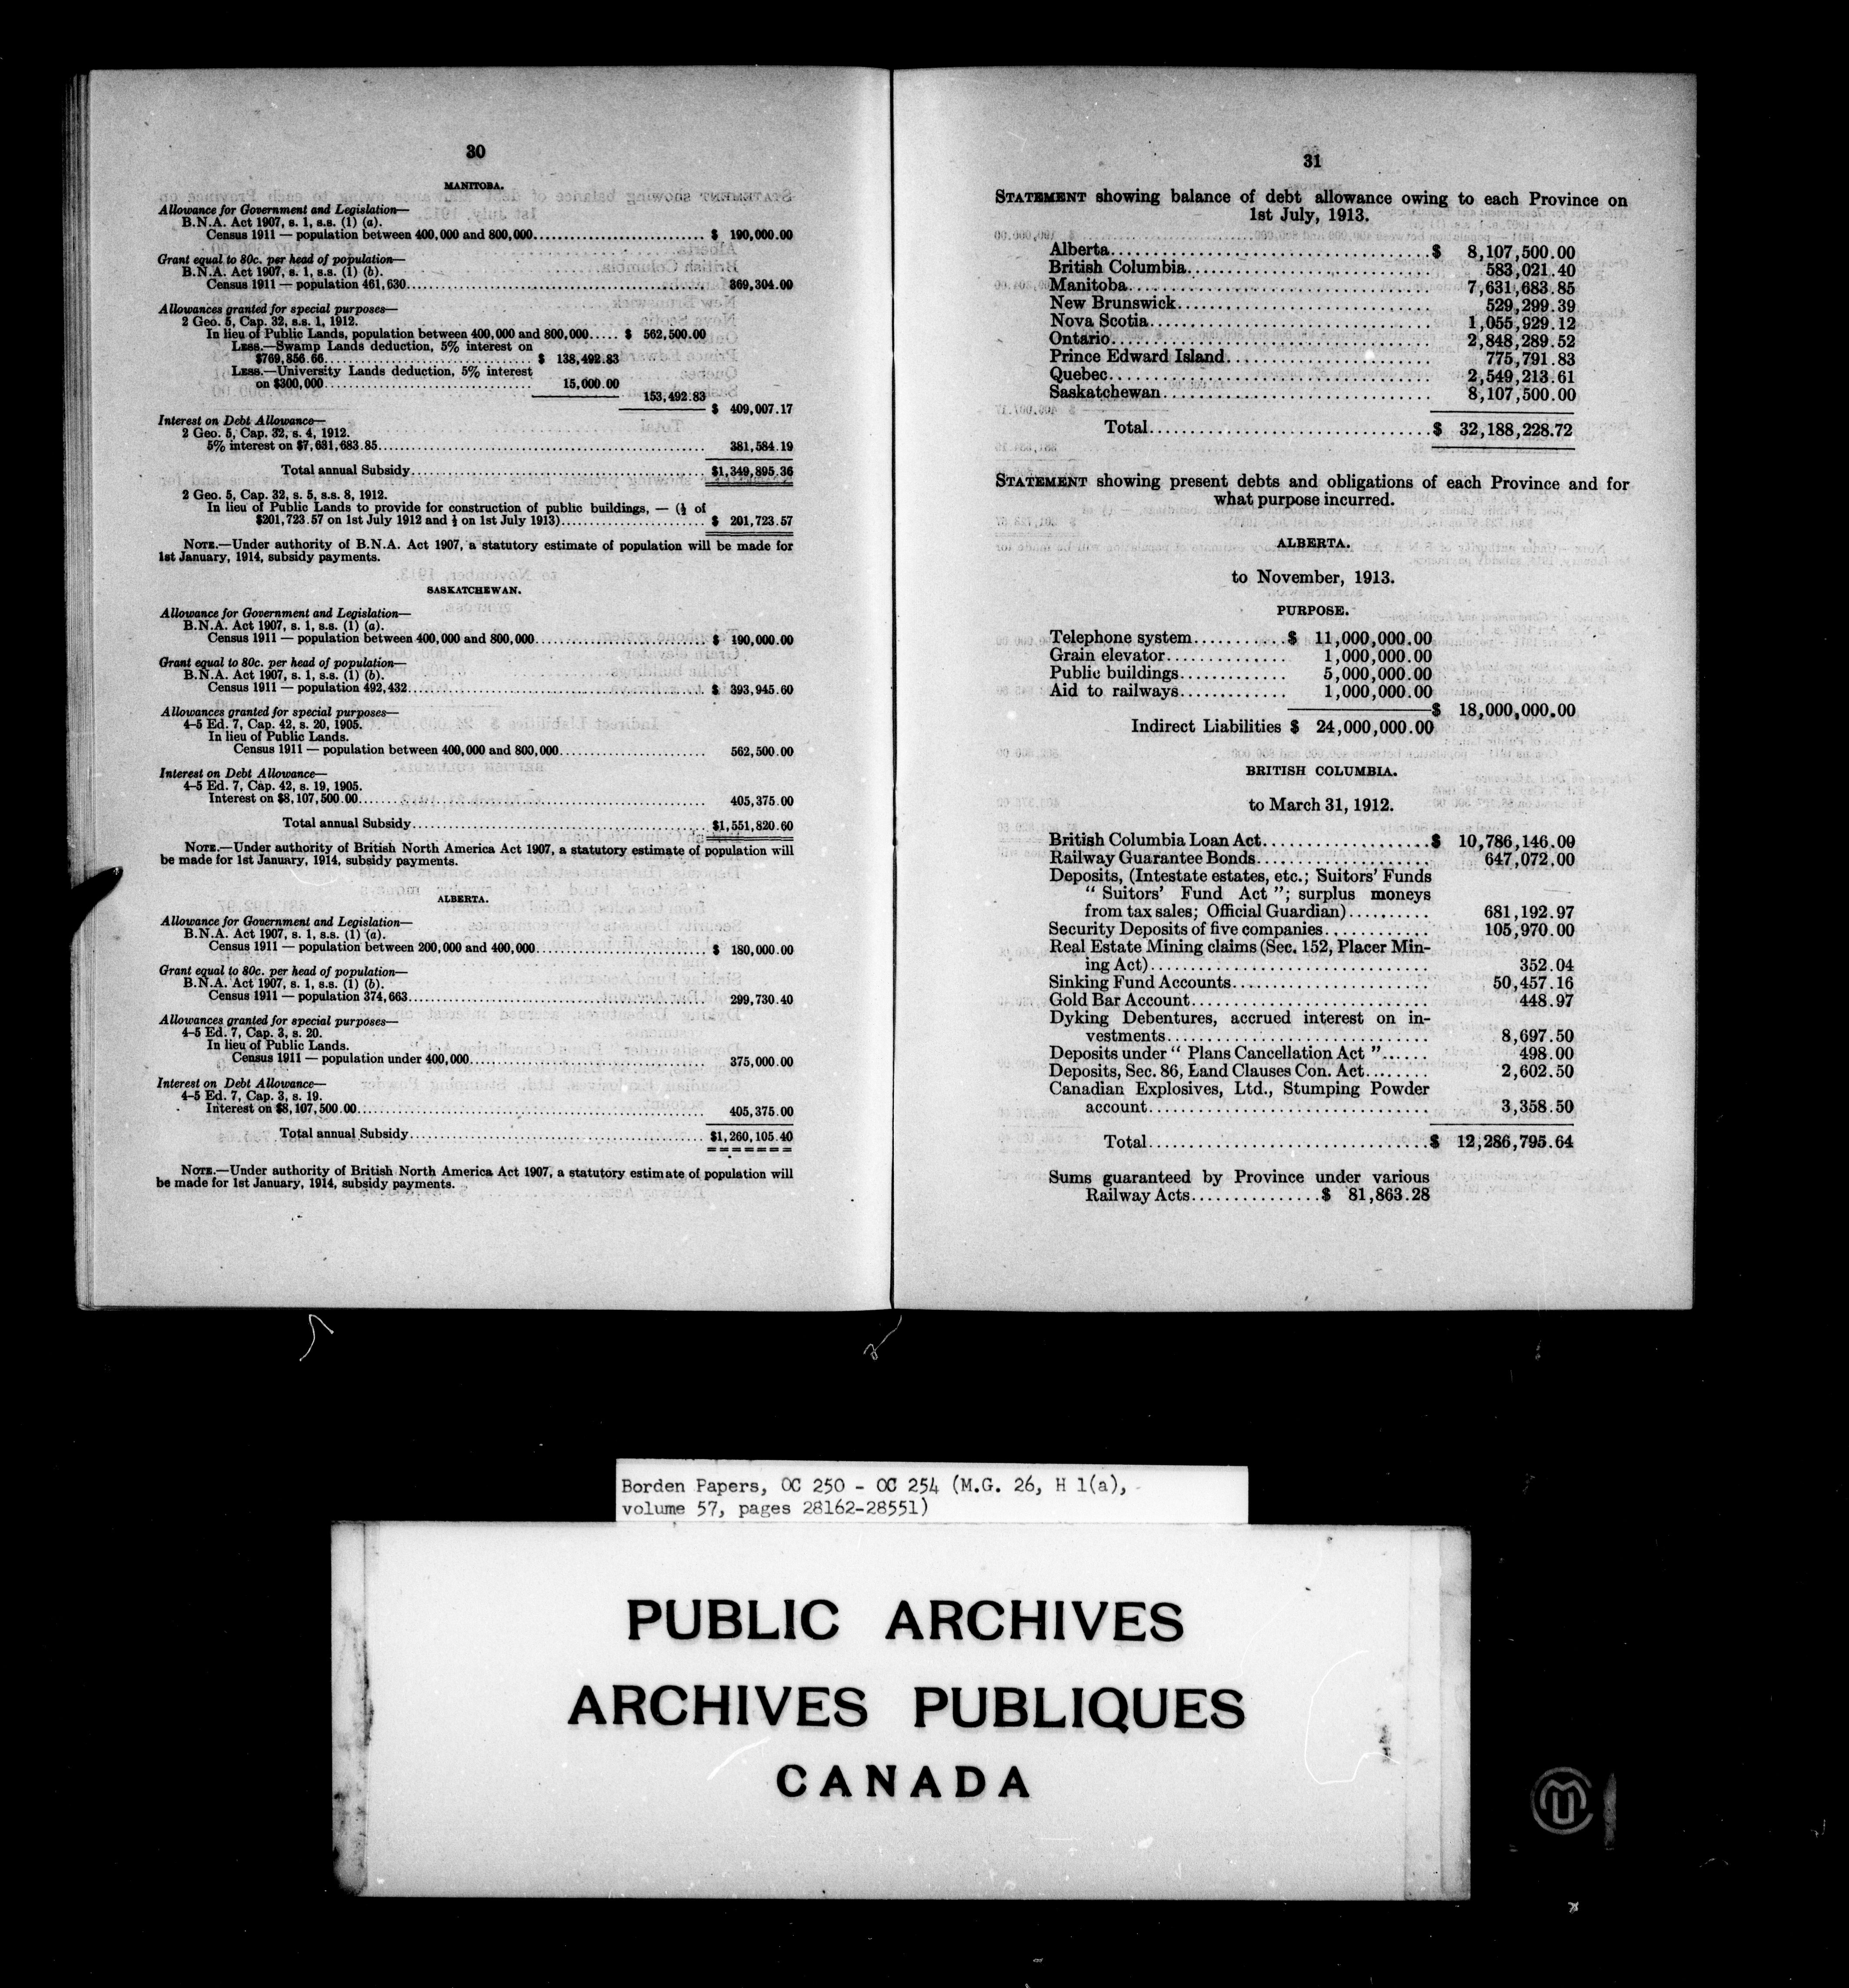 30
MANITOBA.
Allowance for Government and Legislation—
B.N.A. Act 1907, s. 1, s.s. (1) (a).
Census 1911 — population between 400,000 and 800,000........................... $ 190,000.00
Grant equal to 80c. per head of population—
B.N.A. Act 1907, s. 1, s.s. (1) (b).
Census 1911 — population 461,630.................................................... 369,304.00
Allowances granted for special purposes—
2 Geo. 5, Cap. 32, s.s. 1, 1912.
In lieu of Public Lands, population between 400,000 and 800,000..... $ 562,500.00
LESS.—Swamp Lands deduction, 5% interest on
$769,856.66................................. $ 138,492.83
LESS.—University Lands deduction, 5% interest
on $300,000................................. 15,000.00
153,492.83
$ 409,007.17
Interest on Debt Allowance—
2 Geo. 5, Cap. 32, s. 4, 1912.
5% interest on $7,631,683.85.................................................... 381,584.19
Total annual Subsidy............................................... $1,349,895.36
2 Geo. 5, Cap. 32, s. 5, s.s. 8, 1912.
In lieu of Public Lands to provide for construction of public buildings, — (½ of
$201,723.57 on 1st July 1912 and ½ on 1st July 1913)....................... $ 201,723.57
NOTE.—Under authority of B.N.A. Act 1907, a statutory estimate of population will be made for
1st January, 1914, subsidy payments.
SASKATCHEWAN.
Allowance for Government and Legislation—
B.N.A. Act 1907, s. 1, s.s. (1) (a).
Census 1911 — population between 400,000 and 800,000........................... $ 190,000.00
Grant equal to 80c. per head of population—
B.N.A. Act 1907, s. 1, s.s. (1) (b).
Census 1911 — population 492,432............................................... $ 393,945.60
Allowances granted for special purposes—
4-5 Ed. 7, Cap. 42, s. 20, 1905.
In lieu of Public Lands.
Census 1911 — population between 400,000 and 800,000....................... 562,500.00
Interest on Debt Allowance—
4-5 Ed. 7, Cap. 42, s. 19, 1905.
Interest on $8,107,500.00....................................................... 405,375.00
Total annual Subsidy............................................... $1,551,820.60
NOTE.—Under authority of British North America Act 1907, a statutory estimate of population will
be made for 1st January, 1914, subsidy payments.
ALBERTA.
Allowance for Government and Legislation—
B.N.A. Act 1907, s. 1, s.s. (1) (a).
Census 1911 — population between 200,000 and 400,000........................... $ 180,000.00
Grant equal to 80c. per head of population—
B.N.A. Act 1907, s. 1, s.s. (1) (b).
Census 1911 — population 374,663............................................... 299,730.40
Allowances granted for special purposes—
4-5 Ed. 7, Cap. 3, s. 20.
In lieu of Public Lands.
Census 1911 — population under 400,000....................................... 375,000.00
Interest on Debt Allowance—
4-5 Ed. 7, Cap. 3, s. 19.
Interest on $8,107,500.00....................................................... 405,375.00
Total annual Subsidy............................................... $1,260,105.40
NOTE.—Under authority of British North America Act 1907, a statutory estimate of population will
be made for 1st January, 1914, subsidy payments.
31
STATEMENT showing balance of debt allowance owing to each Province on
1st July, 1913.
Alberta................................... $ 8,107,500.00
British Columbia........................... 583,021.40
Manitoba................................... 7,631,683.85
New Brunswick.............................. 529,299.39
Nova Scotia................................ 1,055,929.12
Ontario.................................... 2,848,289.52
Prince Edward Island....................... 775,791.83
Quebec..................................... 2,549,213.61
Saskatchewan............................... 8,107,500.00
Total............................... $ 32,188,228.72
STATEMENT showing present debts and obligations of each Province and for
what purpose incurred.
ALBERTA.
to November, 1913.
PURPOSE.
Telephone system........... $ 11,000,000.00
Grain elevator.............. 1,000,000.00
Public buildings............. 5,000,000.00
Aid to railways............. 1,000,000.00
$ 18,000,000.00
Indirect Liabilities $ 24,000,000.00
BRITISH COLUMBIA.
to March 31, 1912.
British Columbia Loan Act................... $ 10,786,146.00
Railway Guarantee Bonds.................... 647,072.00
Deposits, (Intestate estates, etc.; Suitors' Funds
" Suitors' Fund Act "; surplus moneys
from tax sales; Official Guardian).......... 681,192.97
Security Deposits of five companies............ 105,970.00
Real Estate Mining claims (Sec. 152, Placer Min-
ing Act)................................ 352.04
Sinking Fund Accounts....................... 50,457.16
Gold Bar Account........................... 448.97
Dyking Debentures, accrued interest on in-
vestments.............................. 8,697.50
Deposits under " Plans Cancellation Act "...... 498.00
Deposits, Sec. 86, Land Clauses Con. Act........ 2,602.50
Canadian Explosives, Ltd., Stumping Powder
account................................ 3,358.50
Total............................... $ 12,286,795.64
Sums guaranteed by Province under various
Railway Acts............... $ 81,863.28
Borden Papers, OC 250 - OC 254 (M.G. 26, H 1(a),
volume 57, pages 28162-28551)
PUBLIC ARCHIVES
ARCHIVES PUBLIQUES
CANADA